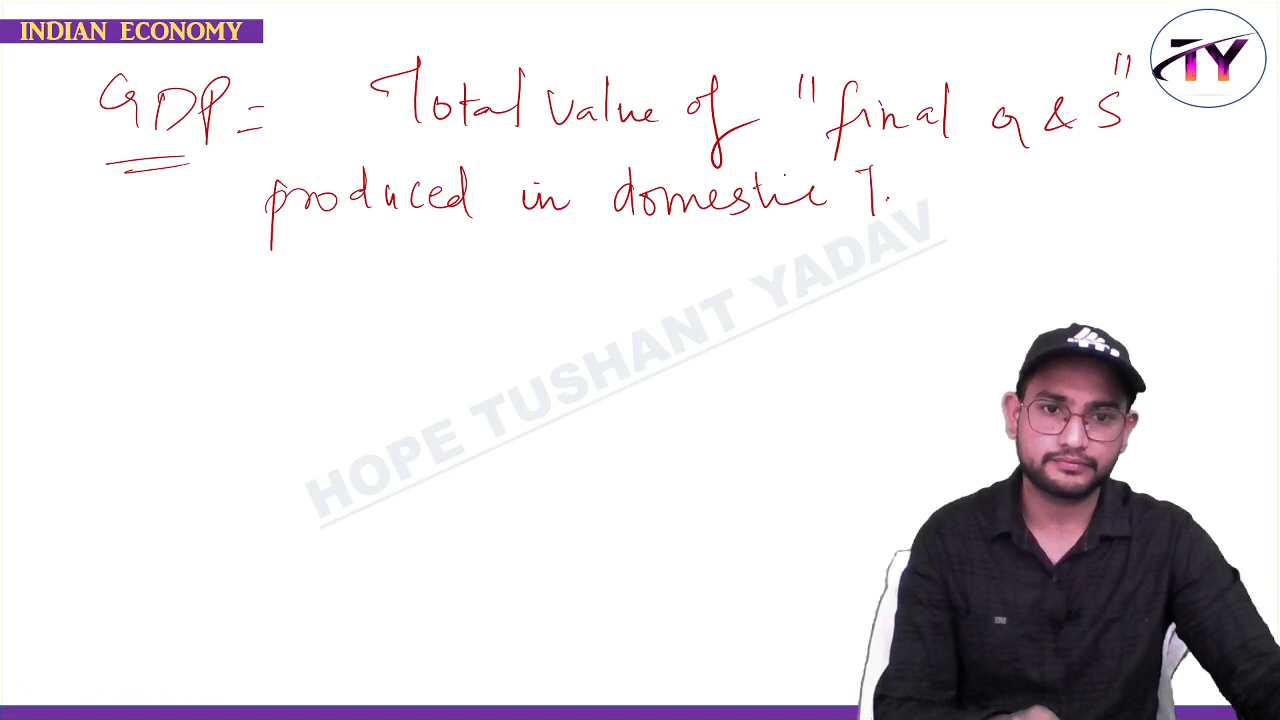 INDIAN ECONOMY
TY
GDP = Total value of "final G & S"
produced in domestic T.
HOPE TUSHANT YADAV